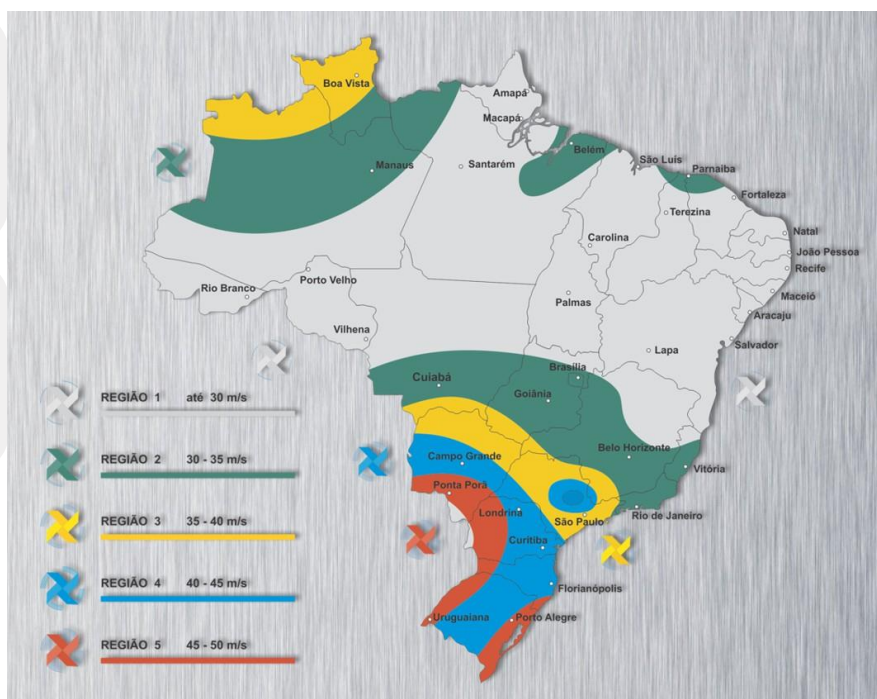 Boa Vista
Amapá
Macapá
Manaus
Santarém
Belém
São Luís
Parnaiba
Fortaleza
Terezina
Natal
Carolina
João Pessoa
Recife
Rio Branco
Porto Velho
Palmas
Maceió
Aracaju
Vilhena
Lapa
Salvador
Brasília
Cuiabá
Goiânia
REGIÃO 1 até 30 m/s
Belo Horizonte
REGIÃO 2 30 - 35 m/s
Campo Grande
Vitória
Ponta Porã
Londrina
São Paulo
Rio de Janeiro
REGIÃO 3 35 - 40 m/s
Curitiba
REGIÃO 4 40 - 45 m/s
Florianópolis
Uruguaiana
Porto Alegre
REGIÃO 5 45 - 50 m/s